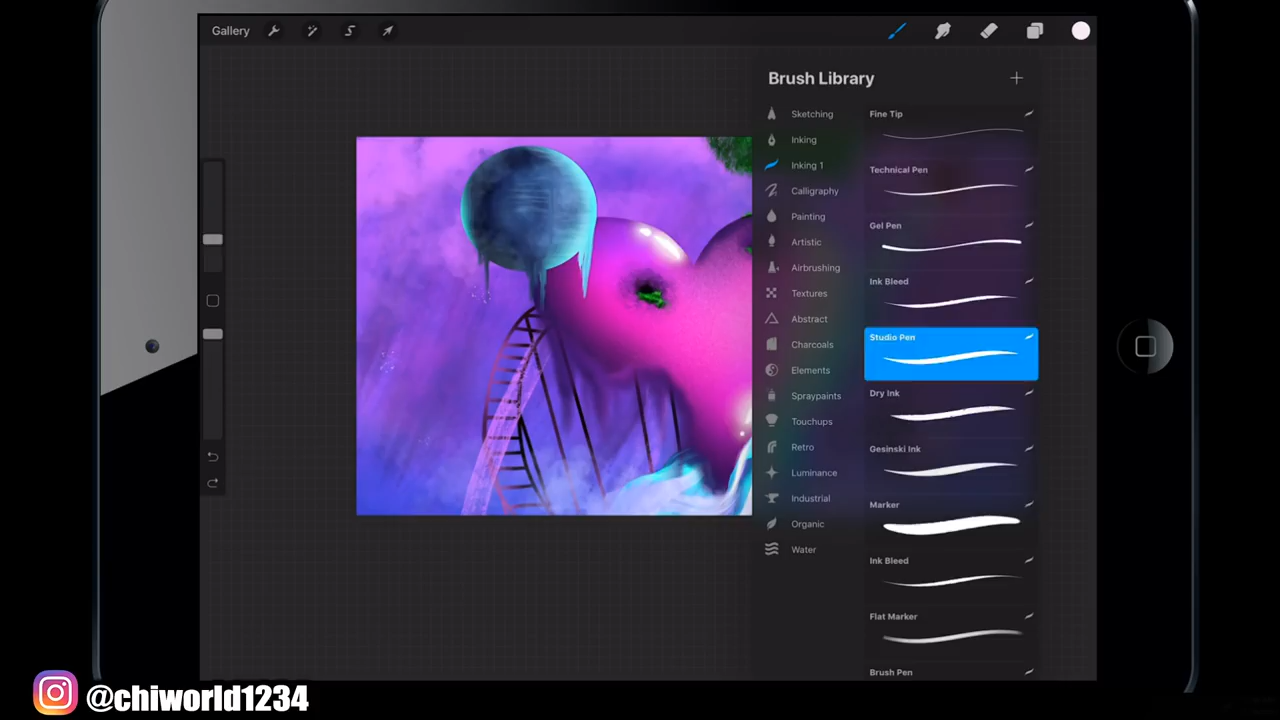 Gallery
Brush Library
Sketching
Inking
Inking 1
Calligraphy
Painting
Artistic
Airbrushing
Textures
Abstract
Charcoals
Elements
Spraypaints
Touchups
Retro
Luminance
Industrial
Organic
Water
Fine Tip
Technical Pen
Gel Pen
Ink Bleed
Studio Pen
Dry Ink
Gesinski Ink
Marker
Ink Bleed
Flat Marker
Brush Pen
@chiworld1234